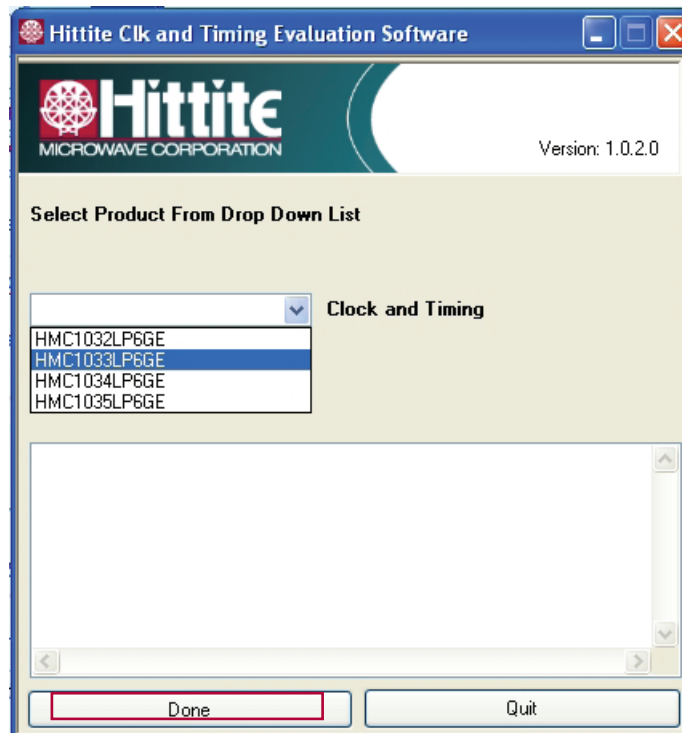 Hittite Clk and Timing Evaluation Software
Hittite
MICROWAVE CORPORATION
Version: 1.0.2.0
Select Product From Drop Down List
Clock and Timing
HMC1032LP6GE
HMC1033LP6GE
HMC1034LP6GE
HMC1035LP6GE
Done
Quit